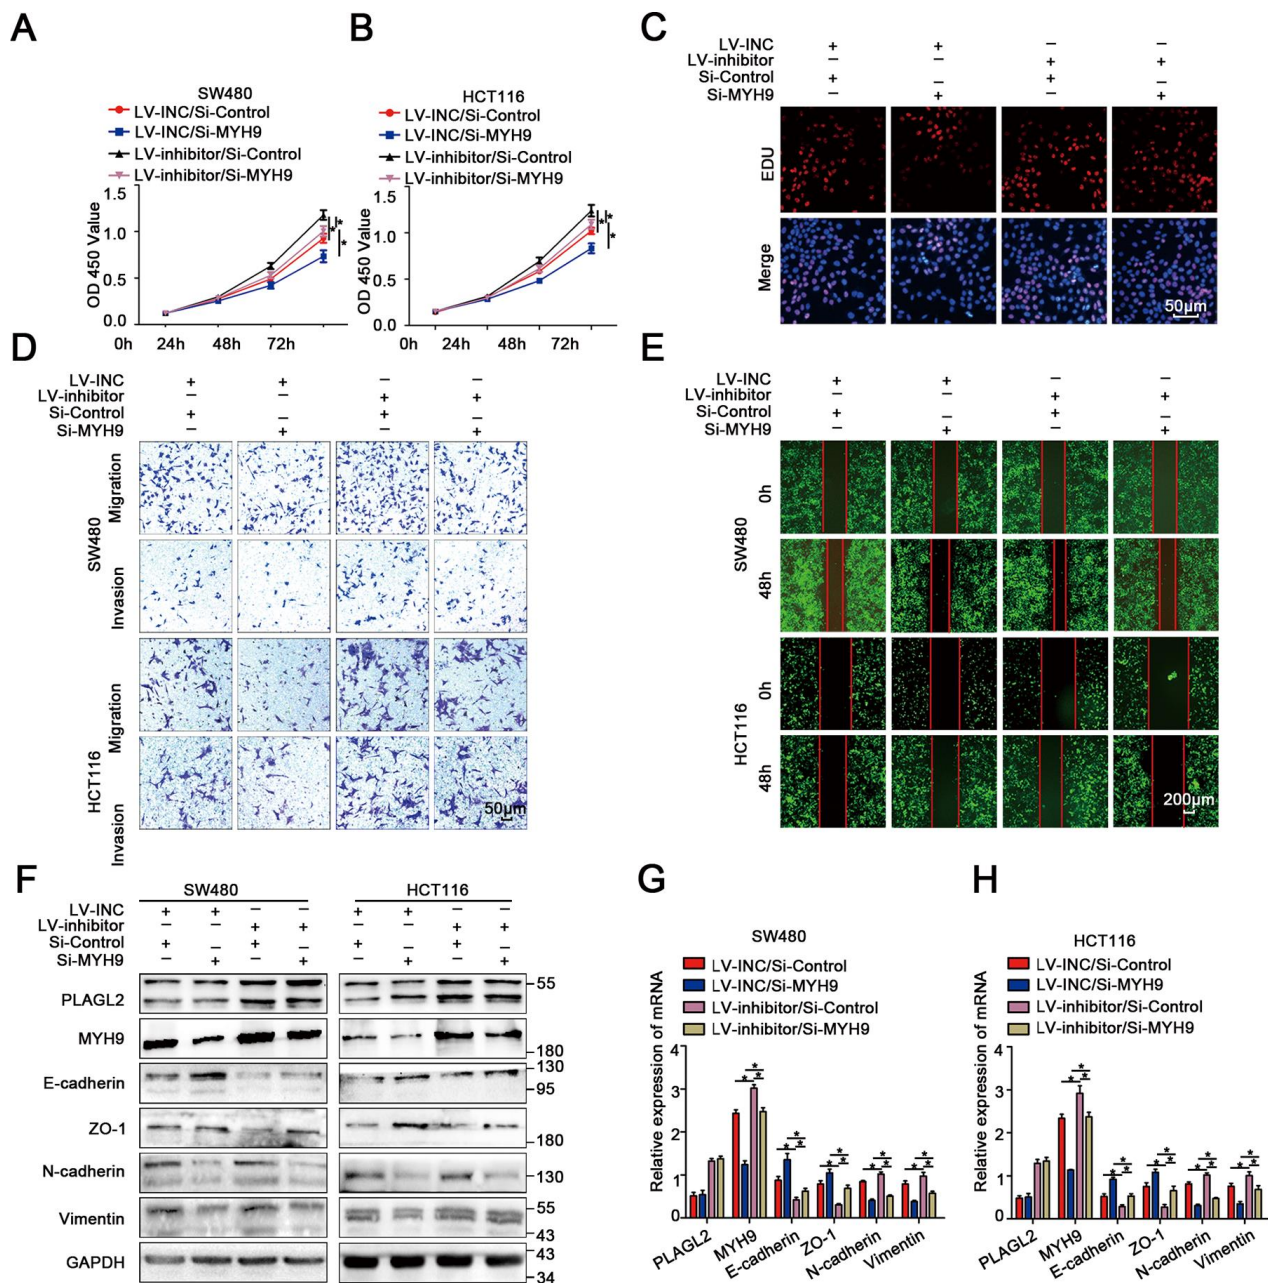 A
SW480
LV-INC/Si-Control
LV-INC/Si-MYH9
LV-inhibitor/Si-Control
LV-inhibitor/Si-MYH9
OD 450 Value
1.5
1.0
0.5
0.0
0h 24h 48h 72h
* * *
B
HCT116
LV-INC/Si-Control
LV-INC/Si-MYH9
LV-inhibitor/Si-Control
LV-inhibitor/Si-MYH9
OD 450 Value
1.5
1.0
0.5
0.0
0h 24h 48h 72h
* * *
C
LV-INC + + – –
LV-inhibitor – – + +
Si-Control + – + –
Si-MYH9 – + – +
EDU
Merge
50μm
D
LV-INC + + – –
LV-inhibitor – – + +
Si-Control + – + –
Si-MYH9 – + – +
SW480
Migration
Invasion
HCT116
Migration
Invasion
50μm
E
LV-INC + + – –
LV-inhibitor – – + +
Si-Control + – + –
Si-MYH9 – + – +
SW480
0h
48h
HCT116
0h
48h
200μm
F
SW480 HCT116
LV-INC + + – – + + – –
LV-inhibitor – – + + – – + +
Si-Control + – + – + – + –
Si-MYH9 – + – + – + – +
PLAGL2 55
MYH9 180
E-cadherin 130
95
ZO-1 180
N-cadherin 130
Vimentin 55
43
GAPDH 43
34
G
SW480
LV-INC/Si-Control
LV-INC/Si-MYH9
LV-inhibitor/Si-Control
LV-inhibitor/Si-MYH9
Relative expression of mRNA
4
3
2
1
0
* * * * * * * * * * * * * * *
PLAGL2 MYH9 E-cadherin ZO-1 N-cadherin Vimentin
H
HCT116
LV-INC/Si-Control
LV-INC/Si-MYH9
LV-inhibitor/Si-Control
LV-inhibitor/Si-MYH9
Relative expression of mRNA
4
3
2
1
0
* * * * * * * * * * * * * * *
PLAGL2 MYH9 E-cadherin ZO-1 N-cadherin Vimentin